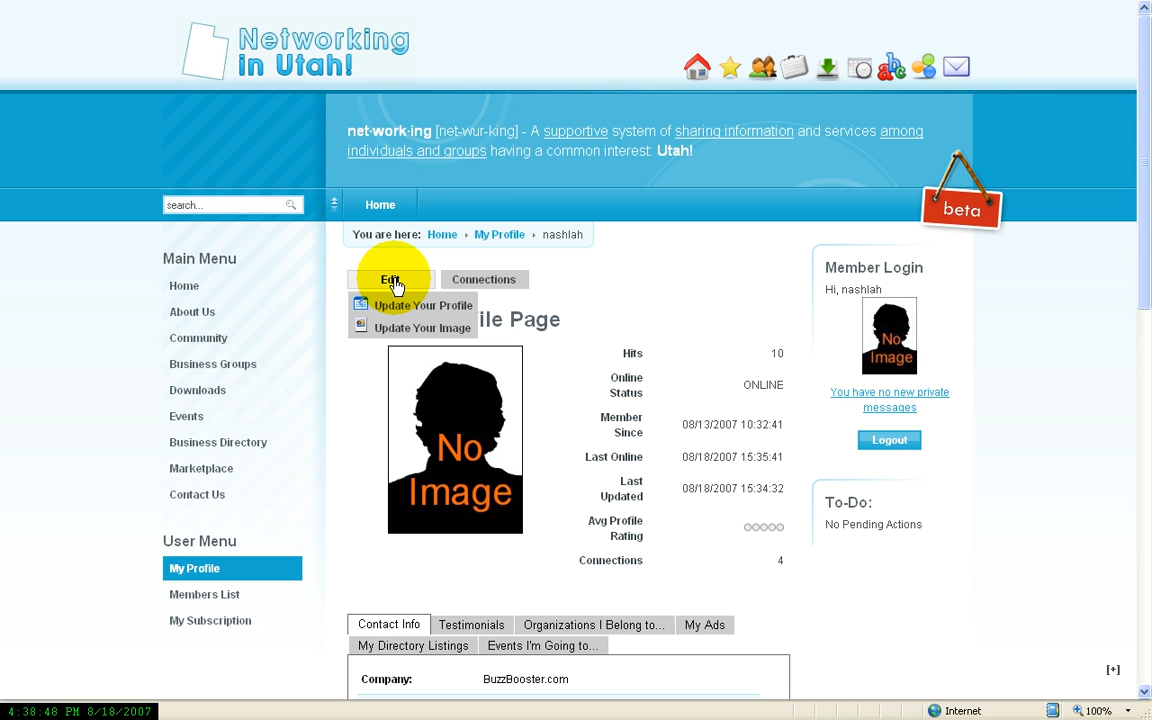 Networking
in Utah!
abc
net·work·ing [net-wur-king] - A supportive system of sharing information and services among
individuals and groups having a common interest: Utah!
beta
search...
Home
You are here: Home My Profile nashlah
Main Menu
Home
About Us
Community
Business Groups
Downloads
Events
Business Directory
Marketplace
Contact Us
User Menu
My Profile
Members List
My Subscription
Edit Connections
Update Your Profile
Update Your Image
ile Page
No
Image
Hits 10
Online
Status ONLINE
Member
Since 08/13/2007 10:32:41
Last Online 08/18/2007 15:35:41
Last
Updated 08/18/2007 15:34:32
Avg Profile
Rating
Connections 4
Contact Info Testimonials Organizations I Belong to... My Ads
My Directory Listings Events I'm Going to...
Company: BuzzBooster.com
Member Login
Hi, nashlah
No
Image
You have no new private
messages
Logout
To-Do:
No Pending Actions
[+]
4:38:48 PM 8/18/2007
Internet
100%